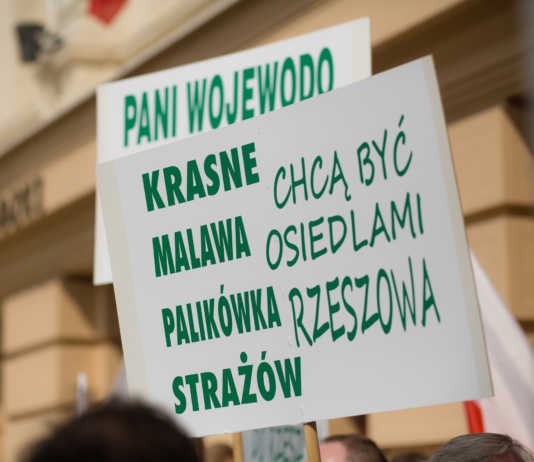 PANI WOJEWODO
KRASNE
MALAWA
PALIKÓWKA
STRAŻÓW
CHCĄ BYĆ
OSIEDLAMI
RZESZOWA